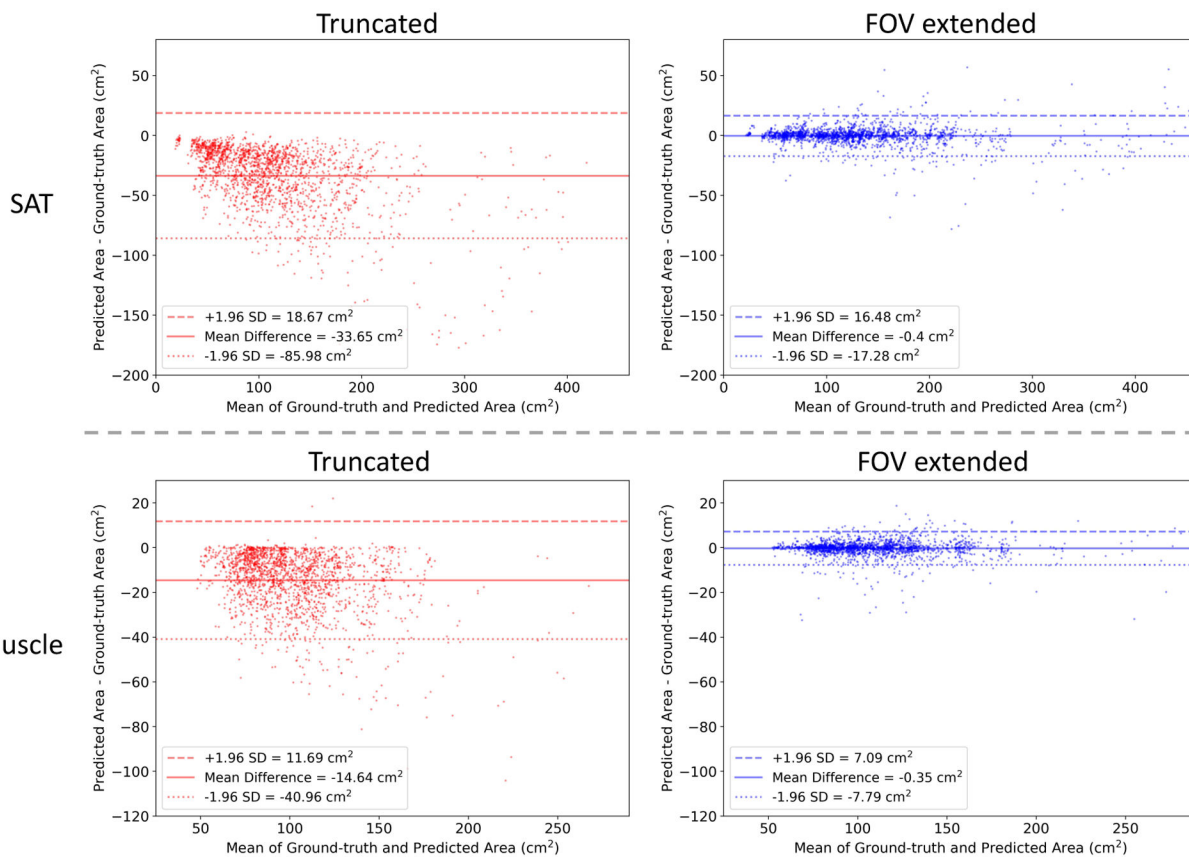 Truncated
FOV extended
SAT
Predicted Area - Ground-truth Area (cm²)
50
0
−50
−100
−150
−200
+1.96 SD = 18.67 cm²
Mean Difference = -33.65 cm²
-1.96 SD = -85.98 cm²
0 100 200 300 400
Mean of Ground-truth and Predicted Area (cm²)
Predicted Area - Ground-truth Area (cm²)
50
0
−50
−100
−150
−200
+1.96 SD = 16.48 cm²
Mean Difference = -0.4 cm²
-1.96 SD = -17.28 cm²
0 100 200 300 400
Mean of Ground-truth and Predicted Area (cm²)
Truncated
FOV extended
uscle
Predicted Area - Ground-truth Area (cm²)
20
0
−20
−40
−60
−80
−100
−120
+1.96 SD = 11.69 cm²
Mean Difference = -14.64 cm²
-1.96 SD = -40.96 cm²
50 100 150 200 250
Mean of Ground-truth and Predicted Area (cm²)
Predicted Area - Ground-truth Area (cm²)
20
0
−20
−40
−60
−80
−100
−120
+1.96 SD = 7.09 cm²
Mean Difference = -0.35 cm²
-1.96 SD = -7.79 cm²
50 100 150 200 250
Mean of Ground-truth and Predicted Area (cm²)